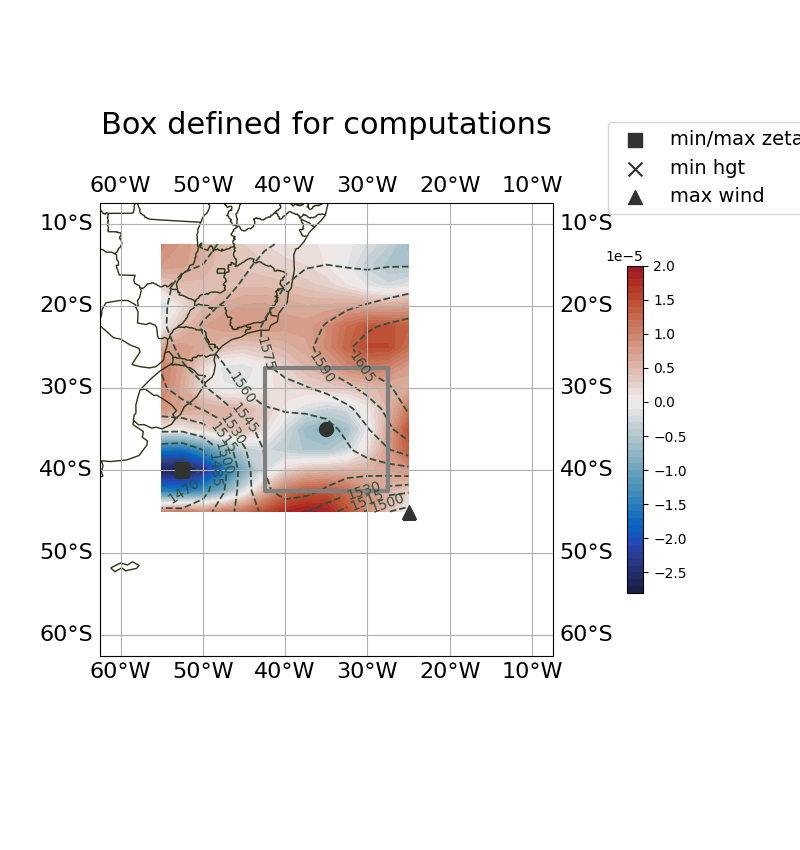 Box defined for computations
min/max zeta
min hgt
max wind
60°W 50°W 40°W 30°W 20°W 10°W
10°S 10°S
1e−5
2.0
1.5
20°S 20°S
1.0
0.5
30°S 30°S
0.0
−0.5
40°S 40°S
−1.0
−1.5
50°S 50°S
−2.0
−2.5
60°S 60°S
60°W 50°W 40°W 30°W 20°W 10°W
1575
1590
1605
1560
1545
1530
1515
1500
1485
1470
1530
1515
1500